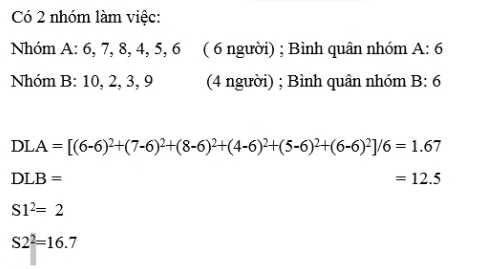 Có 2 nhóm làm việc:
Nhóm A: 6, 7, 8, 4, 5, 6 ( 6 người) ; Bình quân nhóm A: 6
Nhóm B: 10, 2, 3, 9 (4 người) ; Bình quân nhóm B: 6
DLA = [(6-6)²+(7-6)²+(8-6)²+(4-6)²+(5-6)²+(6-6)²]/6 = 1.67
DLB = = 12.5
S1²= 2
S2²=16.7